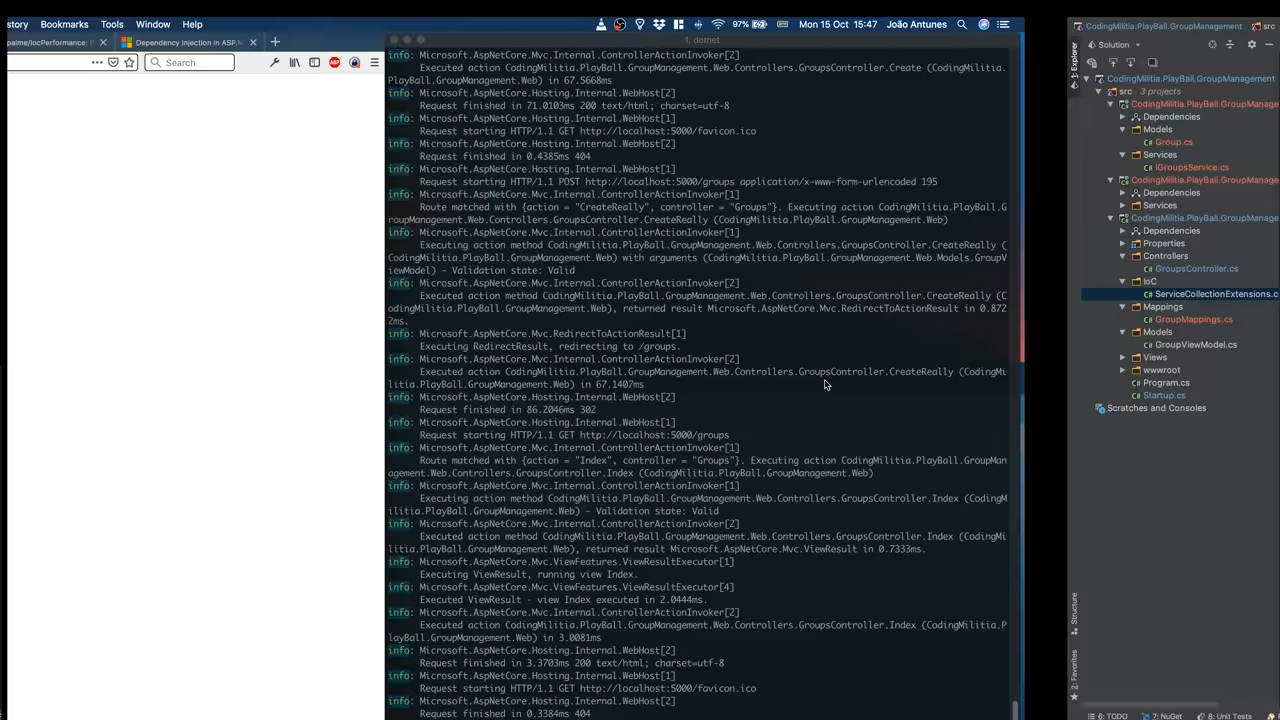 story Bookmarks Tools Window Help
97% Mon 15 Oct 15:47 João Antunes
palme/IocPerformance: P
Dependency injection in ASP.N
Search
ABP
1. dotnet
info: Microsoft.AspNetCore.Mvc.Internal.ControllerActionInvoker[2]
Executed action CodingMilitia.PlayBall.GroupManagement.Web.Controllers.GroupsController.Create (CodingMilitia.
PlayBall.GroupManagement.Web) in 67.5668ms
info: Microsoft.AspNetCore.Hosting.Internal.WebHost[2]
Request finished in 71.0103ms 200 text/html; charset=utf-8
info: Microsoft.AspNetCore.Hosting.Internal.WebHost[1]
Request starting HTTP/1.1 GET http://localhost:5000/favicon.ico
info: Microsoft.AspNetCore.Hosting.Internal.WebHost[2]
Request finished in 0.4385ms 404
info: Microsoft.AspNetCore.Hosting.Internal.WebHost[1]
Request starting HTTP/1.1 POST http://localhost:5000/groups application/x-www-form-urlencoded 195
info: Microsoft.AspNetCore.Mvc.Internal.ControllerActionInvoker[1]
Route matched with {action = "CreateReally", controller = "Groups"}. Executing action CodingMilitia.PlayBall.G
roupManagement.Web.Controllers.GroupsController.CreateReally (CodingMilitia.PlayBall.GroupManagement.Web)
info: Microsoft.AspNetCore.Mvc.Internal.ControllerActionInvoker[1]
Executing action method CodingMilitia.PlayBall.GroupManagement.Web.Controllers.GroupsController.CreateReally (
CodingMilitia.PlayBall.GroupManagement.Web) with arguments (CodingMilitia.PlayBall.GroupManagement.Web.Models.GroupV
iewModel) - Validation state: Valid
info: Microsoft.AspNetCore.Mvc.Internal.ControllerActionInvoker[2]
Executed action method CodingMilitia.PlayBall.GroupManagement.Web.Controllers.GroupsController.CreateReally (C
odingMilitia.PlayBall.GroupManagement.Web), returned result Microsoft.AspNetCore.Mvc.RedirectToActionResult in 0.872
2ms.
info: Microsoft.AspNetCore.Mvc.RedirectToActionResult[1]
Executing RedirectResult, redirecting to /groups.
info: Microsoft.AspNetCore.Mvc.Internal.ControllerActionInvoker[2]
Executed action CodingMilitia.PlayBall.GroupManagement.Web.Controllers.GroupsController.CreateReally (CodingMi
litia.PlayBall.GroupManagement.Web) in 67.1407ms
info: Microsoft.AspNetCore.Hosting.Internal.WebHost[2]
Request finished in 86.2046ms 302
info: Microsoft.AspNetCore.Hosting.Internal.WebHost[1]
Request starting HTTP/1.1 GET http://localhost:5000/groups
info: Microsoft.AspNetCore.Mvc.Internal.ControllerActionInvoker[1]
Route matched with {action = "Index", controller = "Groups"}. Executing action CodingMilitia.PlayBall.GroupMan
agement.Web.Controllers.GroupsController.Index (CodingMilitia.PlayBall.GroupManagement.Web)
info: Microsoft.AspNetCore.Mvc.Internal.ControllerActionInvoker[1]
Executing action method CodingMilitia.PlayBall.GroupManagement.Web.Controllers.GroupsController.Index (CodingM
ilitia.PlayBall.GroupManagement.Web) - Validation state: Valid
info: Microsoft.AspNetCore.Mvc.Internal.ControllerActionInvoker[2]
Executed action method CodingMilitia.PlayBall.GroupManagement.Web.Controllers.GroupsController.Index (CodingMi
litia.PlayBall.GroupManagement.Web), returned result Microsoft.AspNetCore.Mvc.ViewResult in 0.7333ms.
info: Microsoft.AspNetCore.Mvc.ViewFeatures.ViewResultExecutor[1]
Executing ViewResult, running view Index.
info: Microsoft.AspNetCore.Mvc.ViewFeatures.ViewResultExecutor[4]
Executed ViewResult - view Index executed in 2.0444ms.
info: Microsoft.AspNetCore.Mvc.Internal.ControllerActionInvoker[2]
Executed action CodingMilitia.PlayBall.GroupManagement.Web.Controllers.GroupsController.Index (CodingMilitia.P
layBall.GroupManagement.Web) in 3.0081ms
info: Microsoft.AspNetCore.Hosting.Internal.WebHost[2]
Request finished in 3.3703ms 200 text/html; charset=utf-8
info: Microsoft.AspNetCore.Hosting.Internal.WebHost[1]
Request starting HTTP/1.1 GET http://localhost:5000/favicon.ico
info: Microsoft.AspNetCore.Hosting.Internal.WebHost[2]
Request finished in 0.3384ms 404
CodingMilitia.PlayBall.GroupManagement src
1: Explorer
Solution
CodingMilitia.PlayBall.GroupManagement
src 3 projects
CodingMilitia.PlayBall.GroupManage
Dependencies
Models
Group.cs
Services
IGroupsService.cs
CodingMilitia.PlayBall.GroupManage
Dependencies
Services
CodingMilitia.PlayBall.GroupManage
Dependencies
Properties
Controllers
GroupsController.cs
IoC
ServiceCollectionExtensions.c
Mappings
GroupMappings.cs
Models
GroupViewModel.cs
Views
wwwroot
Program.cs
Startup.cs
Scratches and Consoles
Structure
2: Favorites
6: TODO 7: NuGet 8: Unit Tests